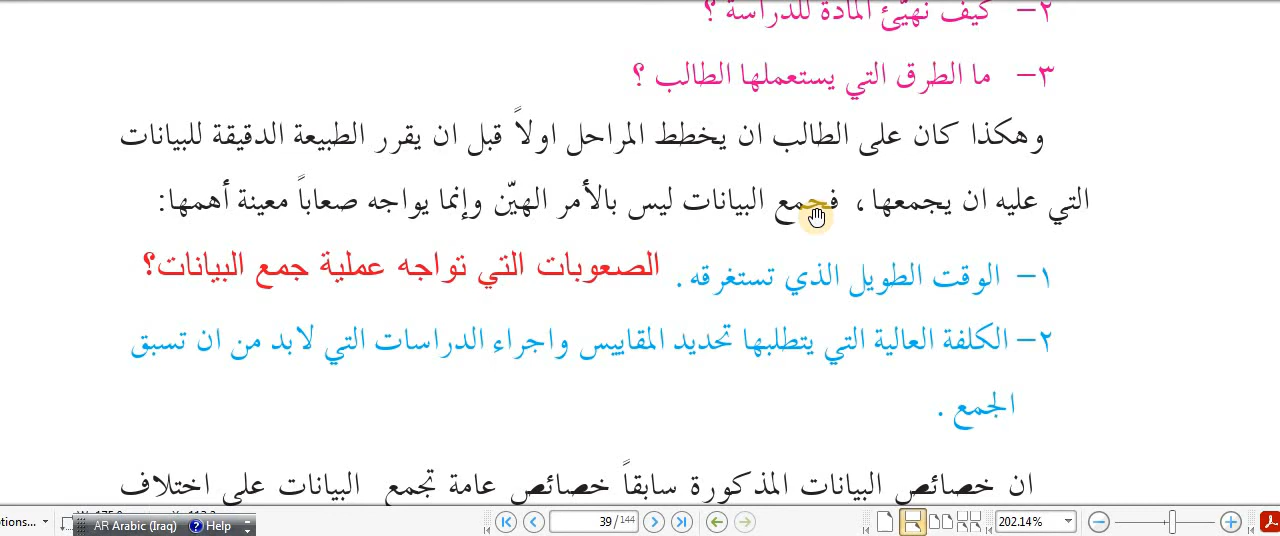 ٢- كيف نهيّئ المادة للدراسة ؟
٣- ما الطرق التي يستعملها الطالب ؟
وهكذا كان على الطالب ان يخطط المراحل اولاً قبل ان يقرر الطبيعة الدقيقة للبيانات
التي عليه ان يجمعها ، فجمع البيانات ليس بالأمر الهيّن وإنما يواجه صعاباً معينة أهمها:
١- الوقت الطويل الذي تستغرقه . الصعوبات التي تواجه عملية جمع البيانات؟
٢- الكلفة العالية التي يتطلبها تحديد المقاييس واجراء الدراسات التي لابد من ان تسبق
الجمع .
ان خصائص البيانات المذكورة سابقاً خصائص عامة تجمع البيانات على اختلاف
ptions... AR Arabic (Iraq) Help 39 / 144 202.14%